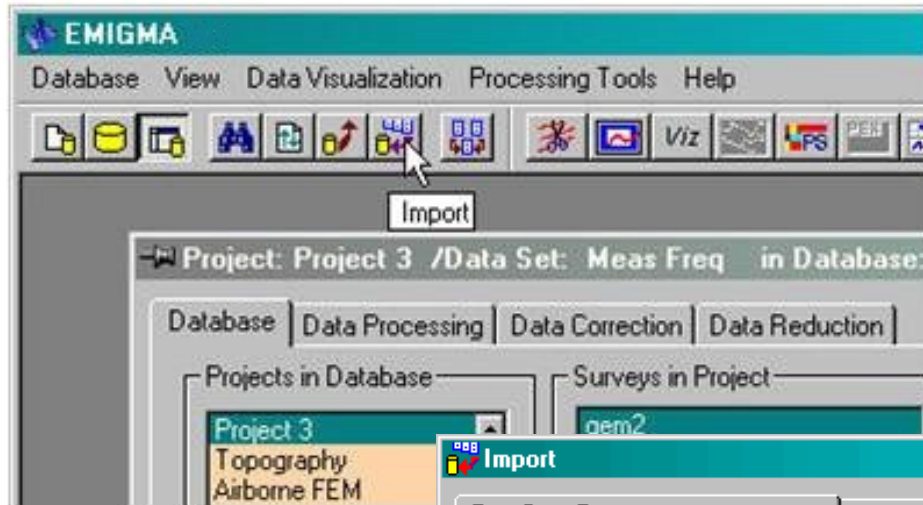 EMIGMA
Database View Data Visualization Processing Tools Help
Viz PS PEM
Import
Project: Project 3 /Data Set: Meas Freq in Database:
Database Data Processing Data Correction Data Reduction
Projects in Database Surveys in Project
Project 3 gem2
Topography
Airborne FEM
Import